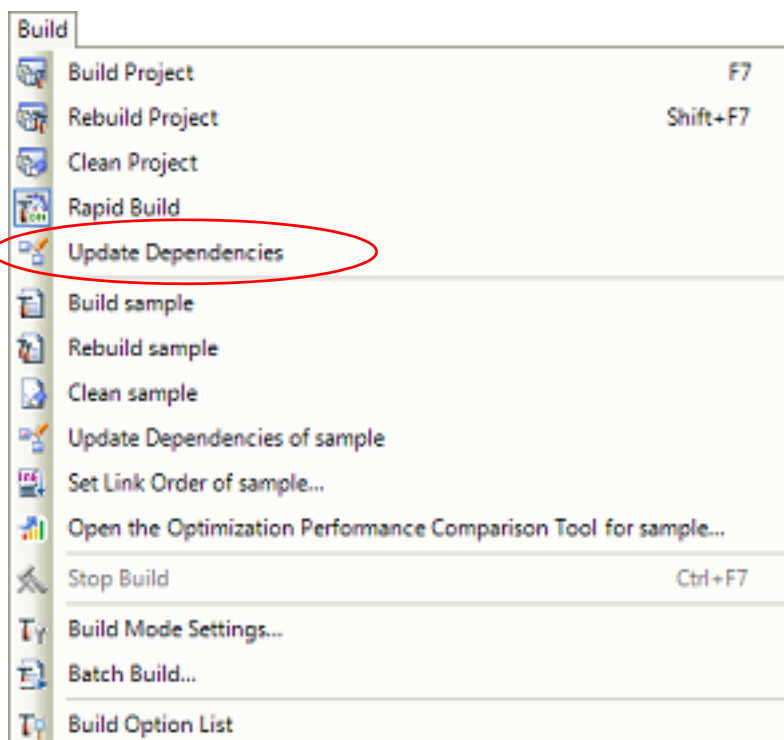 Build
Build Project F7
Rebuild Project Shift+F7
Clean Project
Rapid Build
Update Dependencies
Build sample
Rebuild sample
Clean sample
Update Dependencies of sample
Set Link Order of sample...
Open the Optimization Performance Comparison Tool for sample...
Stop Build Ctrl+F7
Build Mode Settings...
Batch Build...
Build Option List